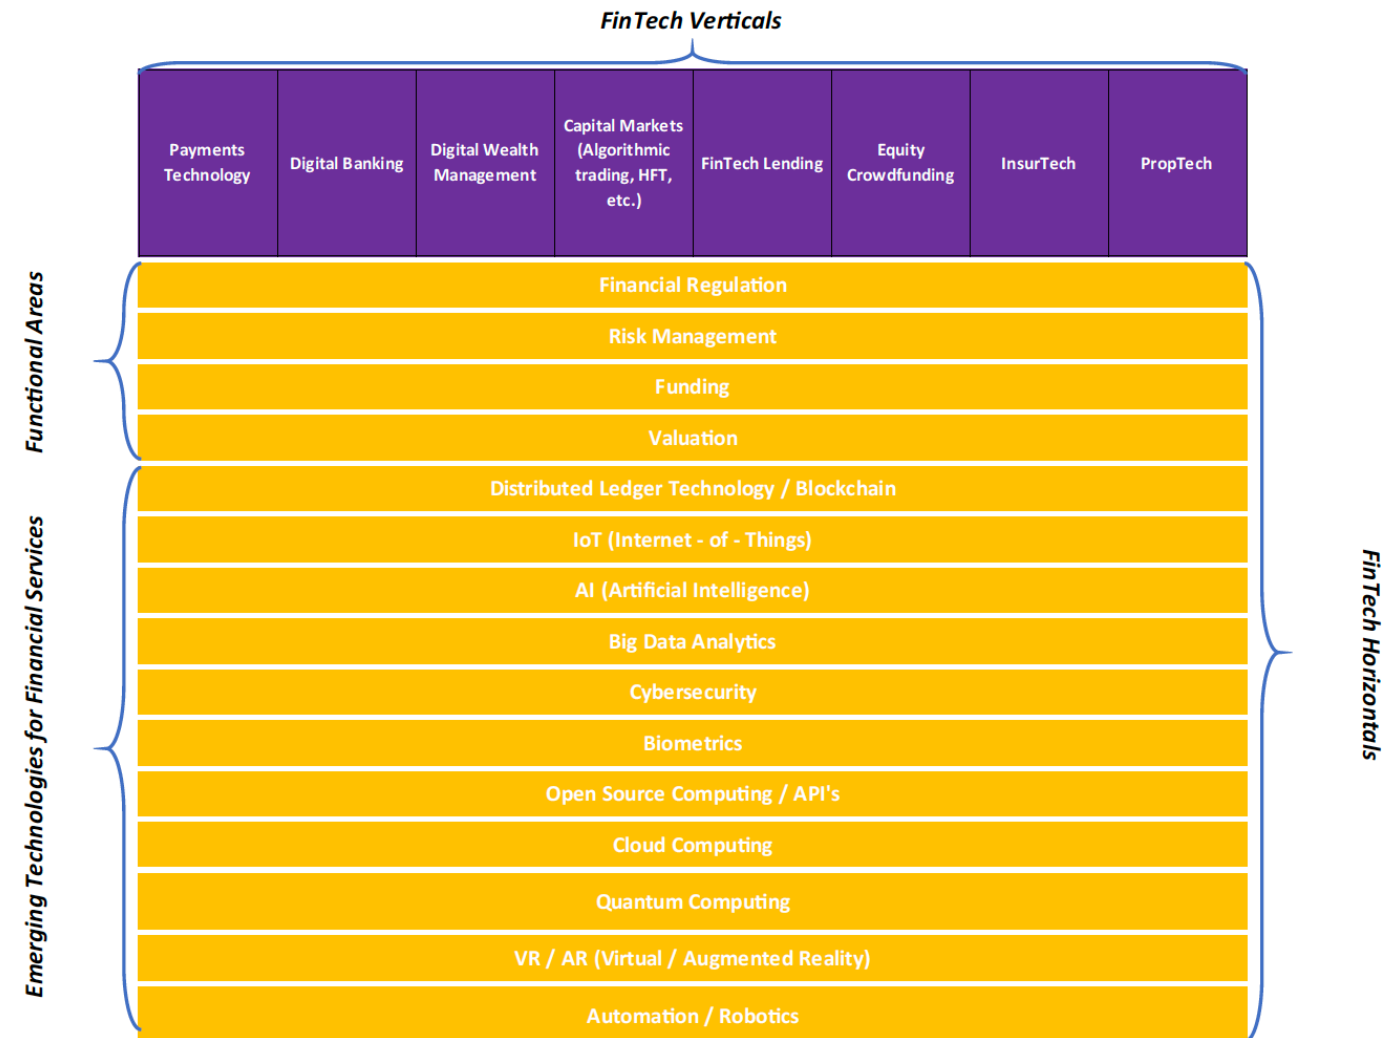 FinTech Verticals
Payments
Technology
Digital Banking
Digital Wealth
Management
Capital Markets
(Algorithmic
trading, HFT,
etc.)
FinTech Lending
Equity
Crowdfunding
InsurTech
PropTech
Functional Areas
Financial Regulation
Risk Management
Funding
Valuation
Emerging Technologies for Financial Services
Distributed Ledger Technology / Blockchain
IoT (Internet - of - Things)
AI (Artificial Intelligence)
Big Data Analytics
Cybersecurity
Biometrics
Open Source Computing / API's
Cloud Computing
Quantum Computing
VR / AR (Virtual / Augmented Reality)
Automation / Robotics
FinTech Horizontals